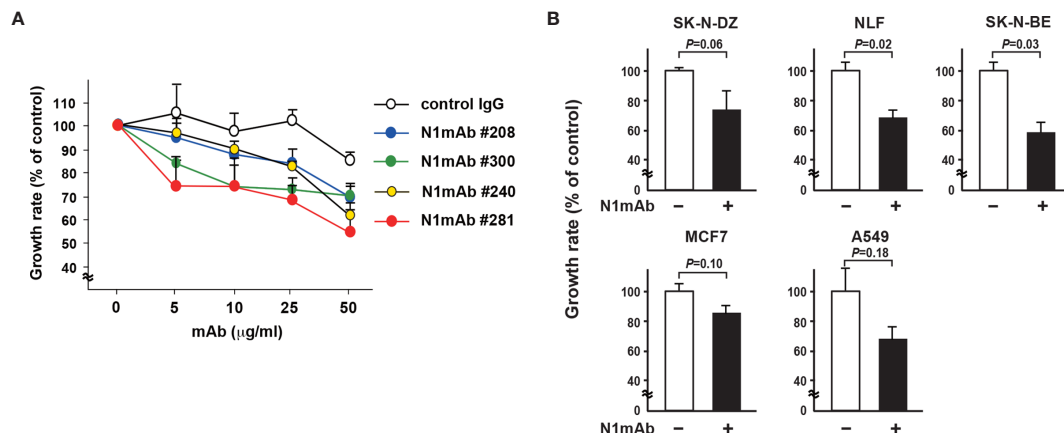 A
Growth rate (% of control)
110
100
90
80
70
60
50
40
0
5
10
25
50
mAb (μg/ml)
control IgG
N1mAb #208
N1mAb #300
N1mAb #240
N1mAb #281
B
Growth rate (% of control)
SK-N-DZ
P=0.06
100
80
60
40
0
N1mAb − +
NLF
P=0.02
100
80
60
40
0
− +
SK-N-BE
P=0.03
100
80
60
40
0
− +
MCF7
P=0.10
100
80
60
40
0
N1mAb − +
A549
P=0.18
100
80
60
40
0
− +